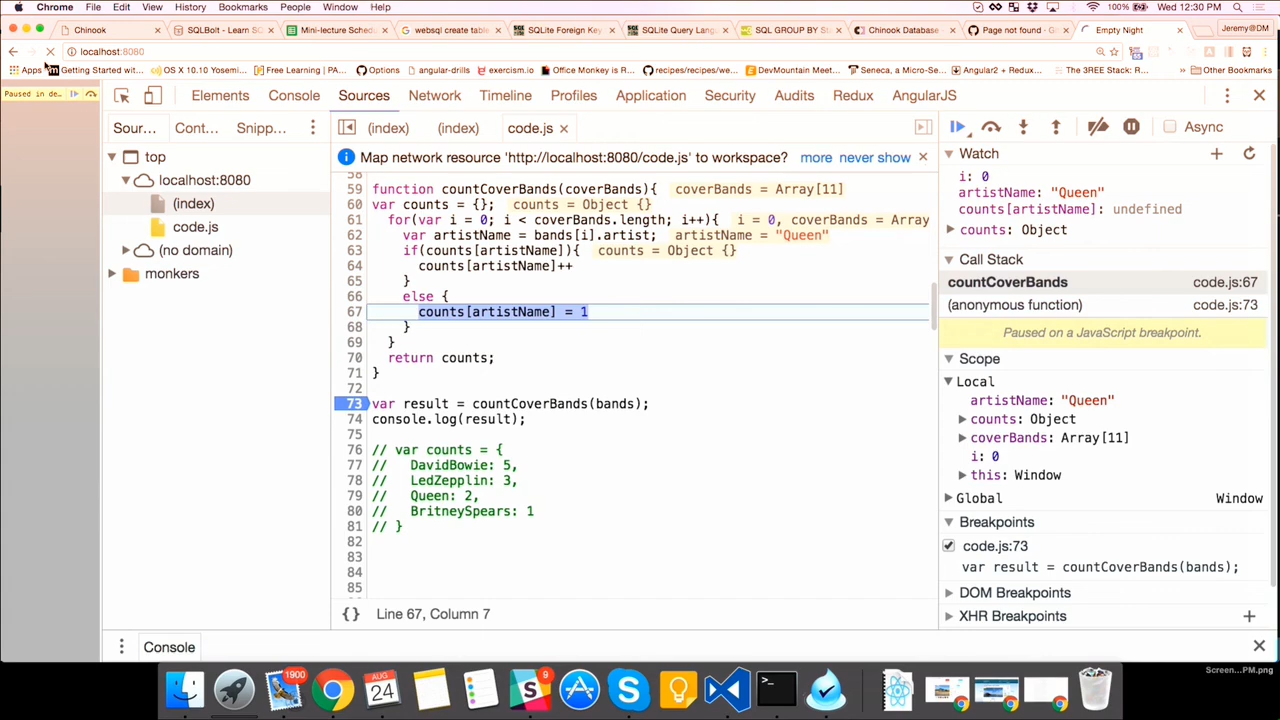 Chrome File Edit View History Bookmarks People Window Help 100% Wed 12:30 PM
Chinook SQLBolt - Learn S Mini-lecture Sched websql create table SQLite Foreign Key SQLite Query Lang SQL GROUP BY St Chinook Database Page not found - G Empty Night Jeremy@DM
localhost:8080
Apps Getting Started wit... OS X 10.10 Yosemi... Free Learning | PA... Options angular-drills exercism.io Office Monkey is R... recipes/recipes/we... DevMountain Meet... Seneca, a Micro-Se... Angular2 + Redux... The 3REE Stack: R... » Other Bookmarks
Paused in de...
Elements Console Sources Network Timeline Profiles Application Security Audits Redux AngularJS
Sour... Cont... Snipp...
(index) (index) code.js
Async
top
localhost:8080
(index)
code.js
(no domain)
monkers
Map network resource 'http://localhost:8080/code.js' to workspace? more never show
58
59 function countCoverBands(coverBands){ coverBands = Array[11]
60 var counts = {}; counts = Object {}
61 for(var i = 0; i < coverBands.length; i++){ i = 0, coverBands = Array
62 var artistName = bands[i].artist; artistName = "Queen"
63 if(counts[artistName]){ counts = Object {}
64 counts[artistName]++
65 }
66 else {
67 counts[artistName] = 1
68 }
69 }
70 return counts;
71 }
72
73 var result = countCoverBands(bands);
74 console.log(result);
75
76 // var counts = {
77 // DavidBowie: 5,
78 // LedZepplin: 3,
79 // Queen: 2,
80 // BritneySpears: 1
81 // }
82
83
84
85
{} Line 67, Column 7
Watch
i: 0
artistName: "Queen"
counts[artistName]: undefined
counts: Object
Call Stack
countCoverBands code.js:67
(anonymous function) code.js:73
Paused on a JavaScript breakpoint.
Scope
Local
artistName: "Queen"
counts: Object
coverBands: Array[11]
i: 0
this: Window
Global Window
Breakpoints
code.js:73
var result = countCoverBands(bands);
DOM Breakpoints
XHR Breakpoints
Console
1900
AUG
24
9
Screen...PM.png